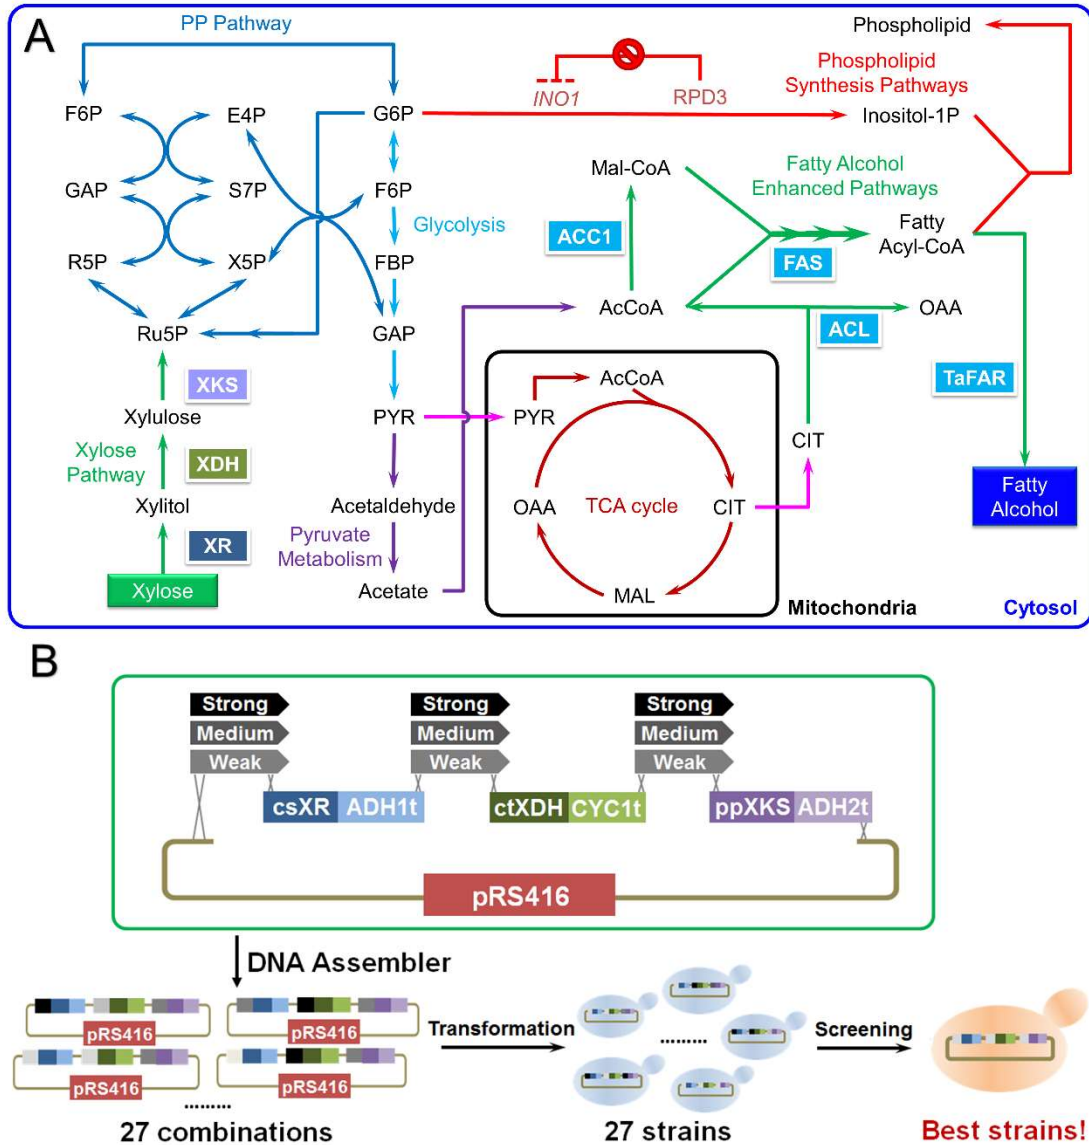 A
PP Pathway
Phospholipid
Phospholipid
Synthesis Pathways
INO1
RPD3
F6P
E4P
G6P
Inositol-1P
Mal-CoA
Fatty Alcohol
Enhanced Pathways
GAP
S7P
F6P
Glycolysis
ACC1
FAS
Fatty
Acyl-CoA
R5P
X5P
FBP
AcCoA
OAA
ACL
Ru5P
GAP
XKS
AcCoA
TaFAR
Xylulose
PYR
PYR
CIT
Xylose
Pathway
XDH
Xylitol
Acetaldehyde
OAA
TCA cycle
CIT
Fatty
Alcohol
XR
Pyruvate
Metabolism
Xylose
Acetate
MAL
Mitochondria
Cytosol
B
Strong
Strong
Strong
Medium
Medium
Medium
Weak
Weak
Weak
csXR ADH1t
ctXDH CYC1t
ppXKS ADH2t
pRS416
DNA Assembler
pRS416
pRS416
Transformation
Screening
pRS416
pRS416
.........
.........
27 combinations
27 strains
Best strains!